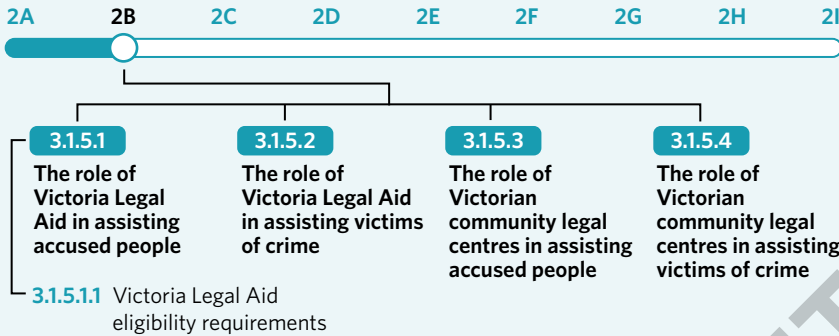 2A 2B 2C 2D 2E 2F 2G 2H 2I
3.1.5.1
The role of
Victoria Legal
Aid in assisting
accused people
3.1.5.1.1 Victoria Legal Aid
eligibility requirements
3.1.5.2
The role of
Victoria Legal Aid
in assisting victims
of crime
3.1.5.3
The role of
Victorian
community legal
centres in assisting
accused people
3.1.5.4
The role of
Victorian
community legal
centres in assisting
victims of crime